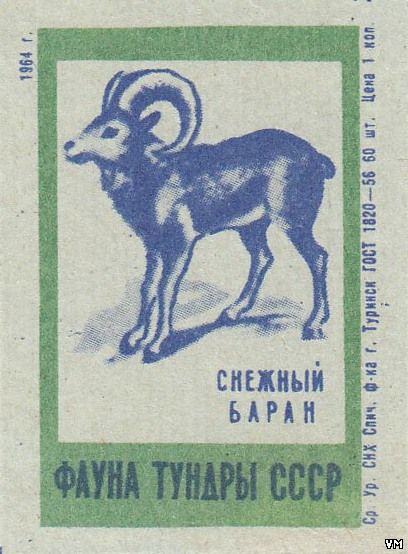 1964 г.
СНЕЖНЫЙ
БАРАН
ФАУНА ТУНДРЫ СССР
Ср. Ур. СНХ Спич. ф-ка г. Туринск ГОСТ 1820—56 60 шт. Цена 1 коп.
VM